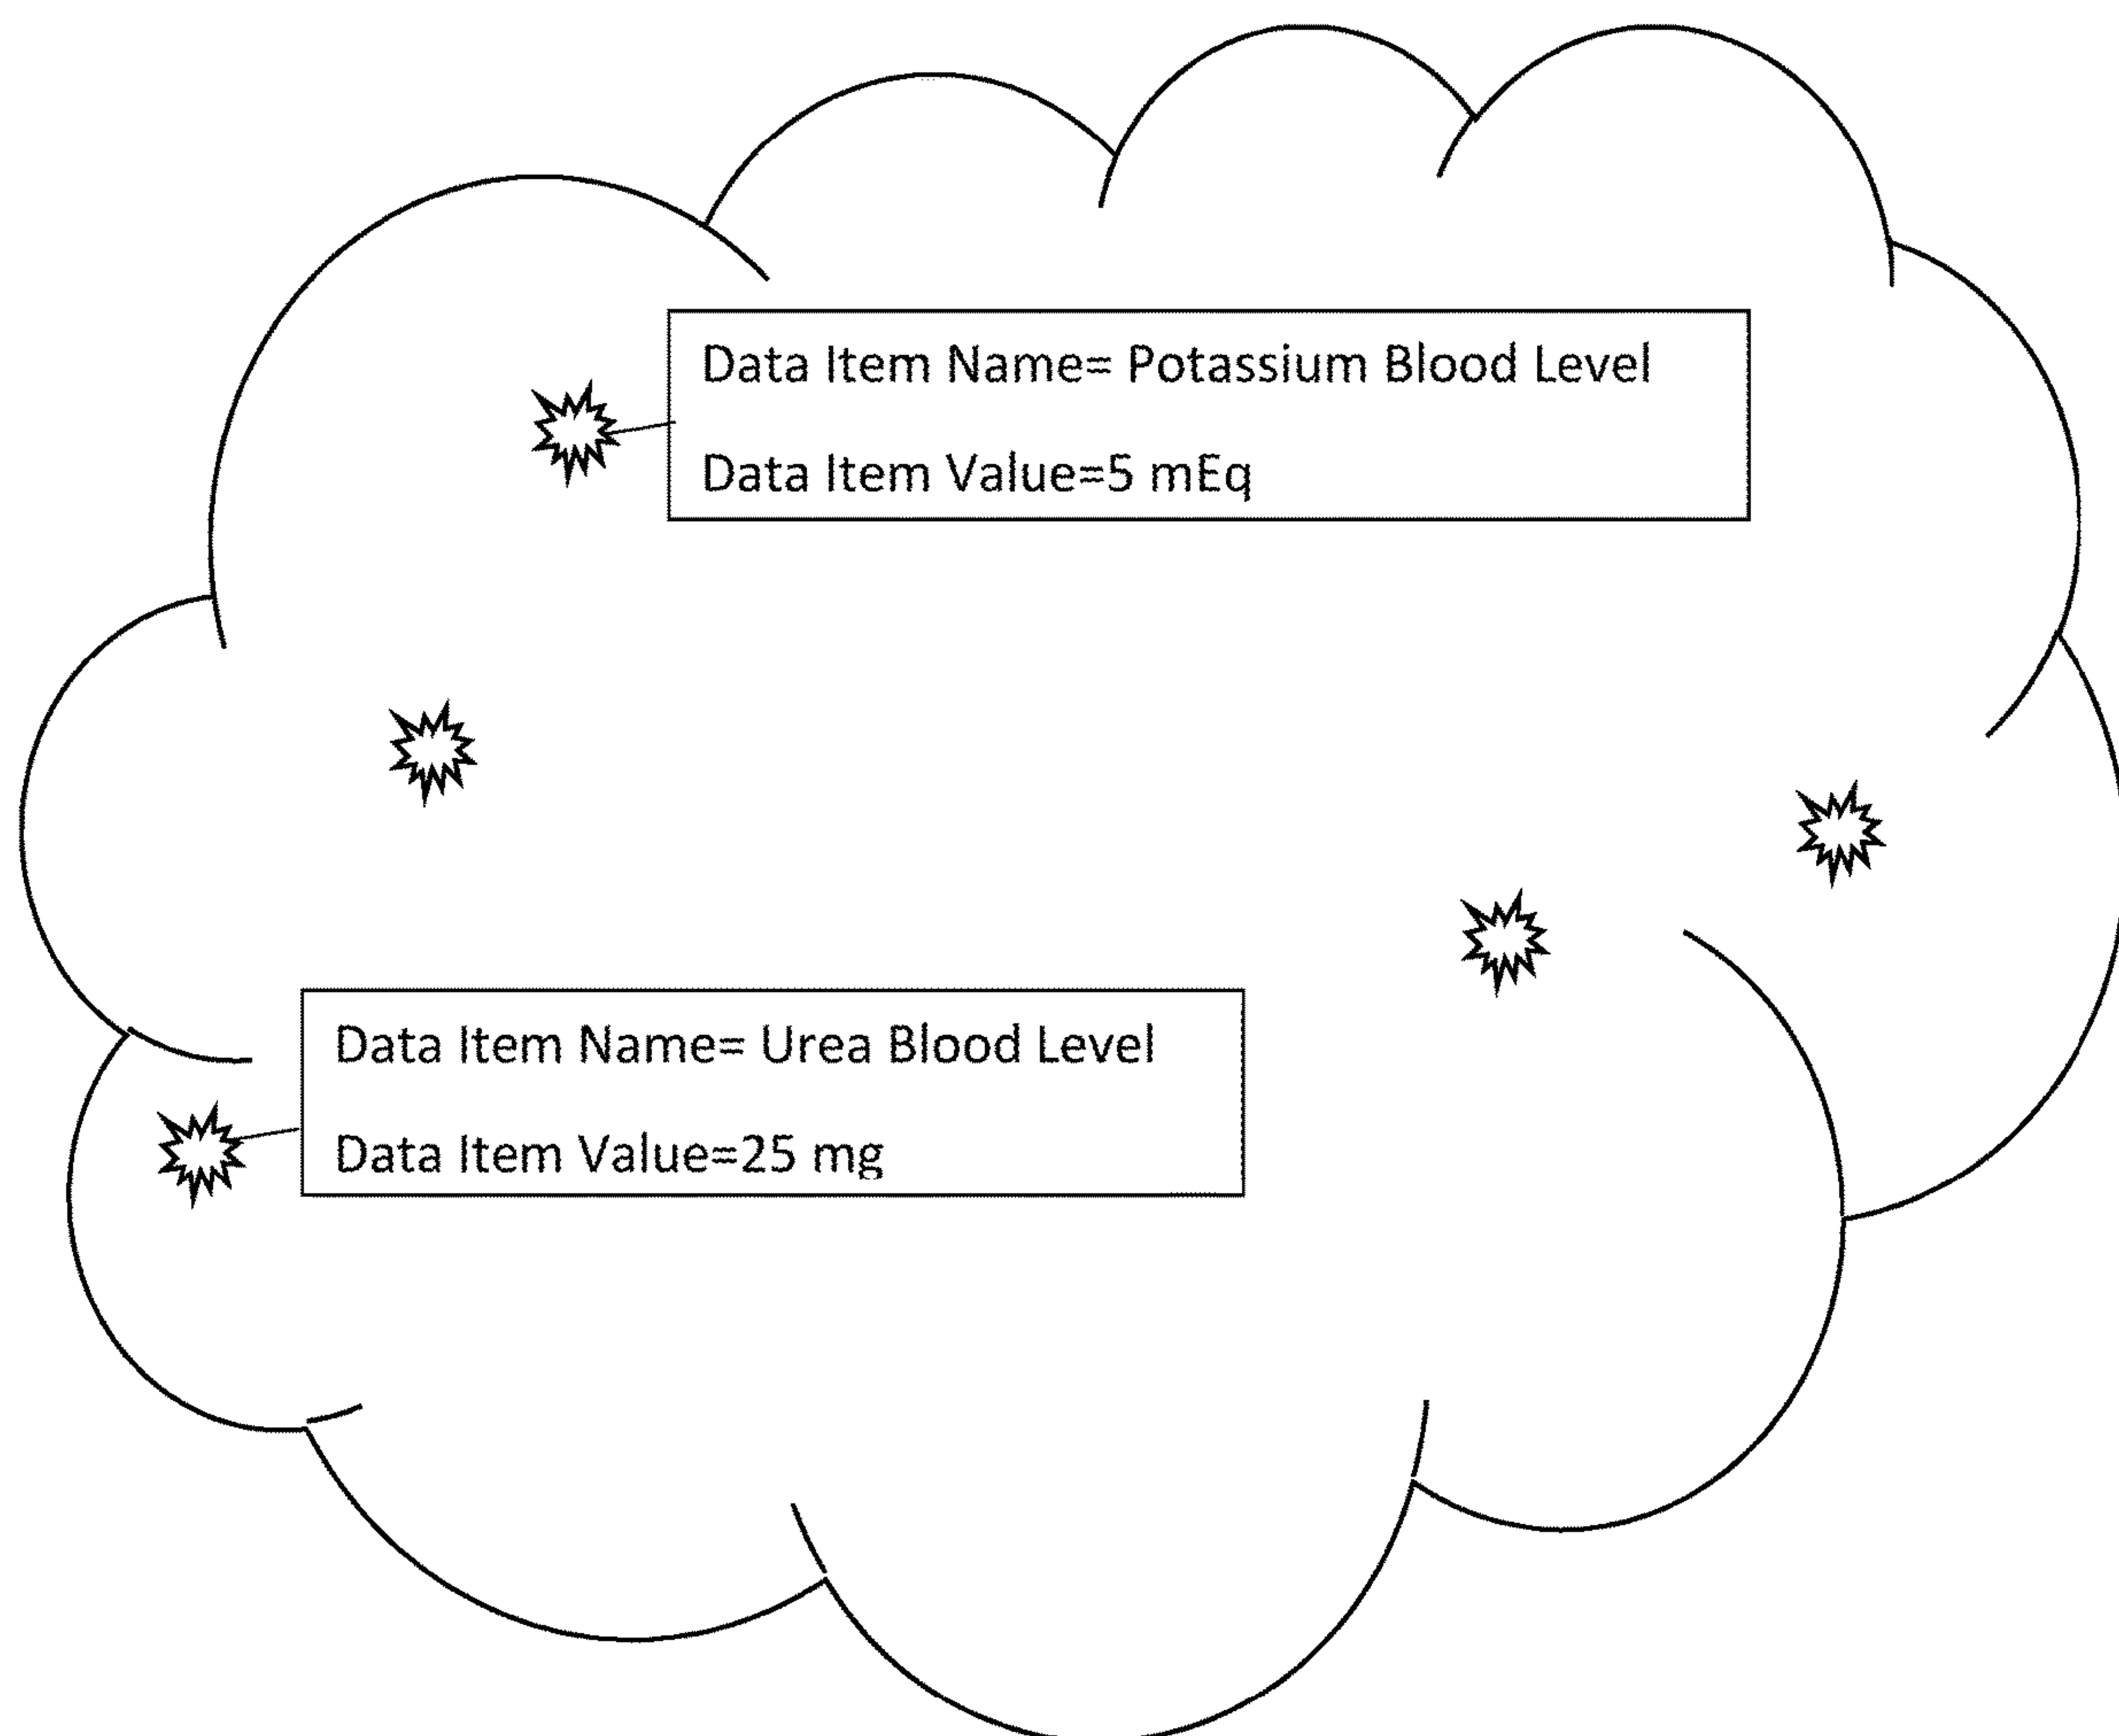 Data Item Name= Potassium Blood Level
Data Item Value=5 mEq
Data Item Name= Urea Blood Level
Data Item Value=25 mg